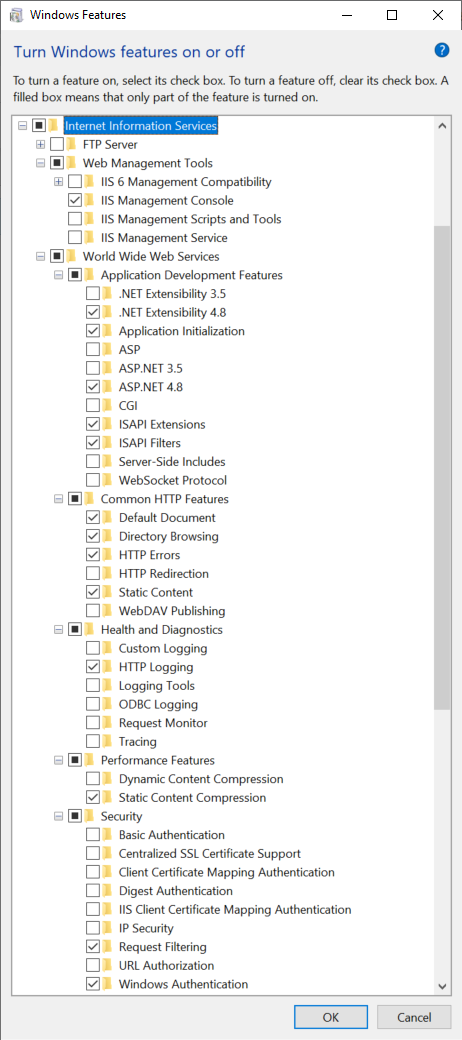 Windows Features
Turn Windows features on or off
?
To turn a feature on, select its check box. To turn a feature off, clear its check box. A
filled box means that only part of the feature is turned on.
Internet Information Services
FTP Server
Web Management Tools
IIS 6 Management Compatibility
IIS Management Console
IIS Management Scripts and Tools
IIS Management Service
World Wide Web Services
Application Development Features
.NET Extensibility 3.5
.NET Extensibility 4.8
Application Initialization
ASP
ASP.NET 3.5
ASP.NET 4.8
CGI
ISAPI Extensions
ISAPI Filters
Server-Side Includes
WebSocket Protocol
Common HTTP Features
Default Document
Directory Browsing
HTTP Errors
HTTP Redirection
Static Content
WebDAV Publishing
Health and Diagnostics
Custom Logging
HTTP Logging
Logging Tools
ODBC Logging
Request Monitor
Tracing
Performance Features
Dynamic Content Compression
Static Content Compression
Security
Basic Authentication
Centralized SSL Certificate Support
Client Certificate Mapping Authentication
Digest Authentication
IIS Client Certificate Mapping Authentication
IP Security
Request Filtering
URL Authorization
Windows Authentication
OK
Cancel